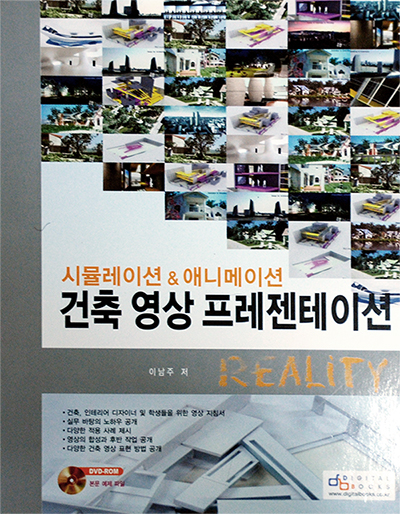 시뮬레이션 & 애니메이션
건축 영상 프레젠테이션
이남주 저
REALITY
• 건축, 인테리어 디자이너 및 학생들을 위한 영상 지침서
• 실무 바탕의 노하우 공개
• 다양한 적용 사례 제시
• 영상의 합성과 후반 작업 공개
• 다양한 건축 영상 표현 방법 공개
DVD-ROM
본문 예제 파일
DIGITAL
BOOKS
www.digitalbooks.co.kr